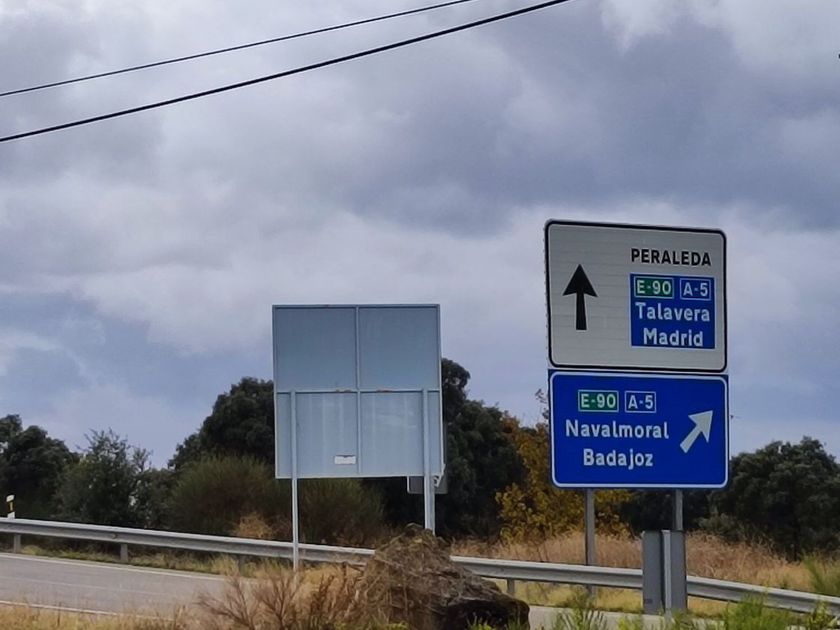 PERALEDA
E-90 A-5
Talavera
Madrid
E-90 A-5
Navalmoral
Badajoz